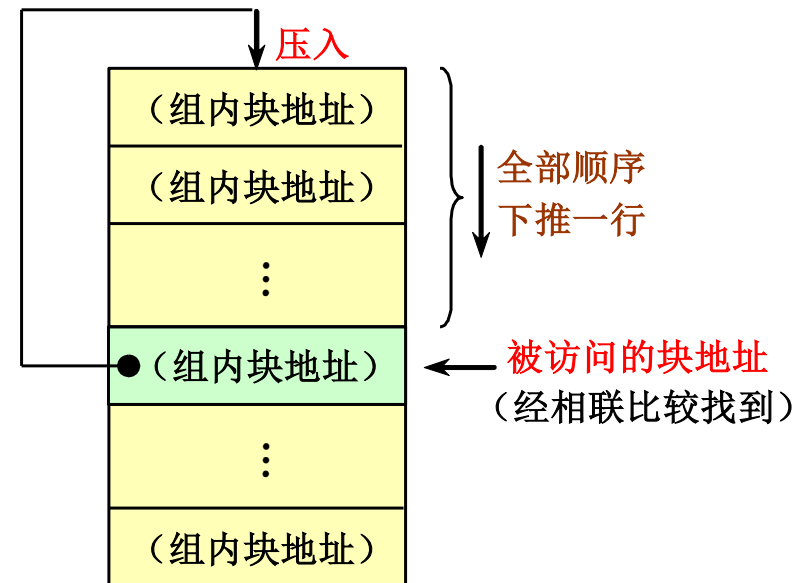 压入
（组内块地址）
（组内块地址）
全部顺序
下推一行
⋮
（组内块地址）
被访问的块地址
（经相联比较找到）
⋮
（组内块地址）